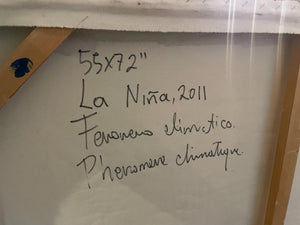 55x72"
La Niña, 2011
Fenomeno climatico.
Phenomene climatique.